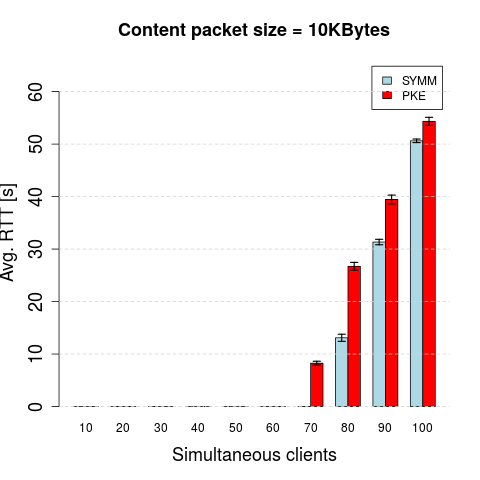 Content packet size = 10KBytes
SYMM
PKE
60
50
40
30
20
10
0
Avg. RTT [s]
10 20 30 40 50 60 70 80 90 100
Simultaneous clients